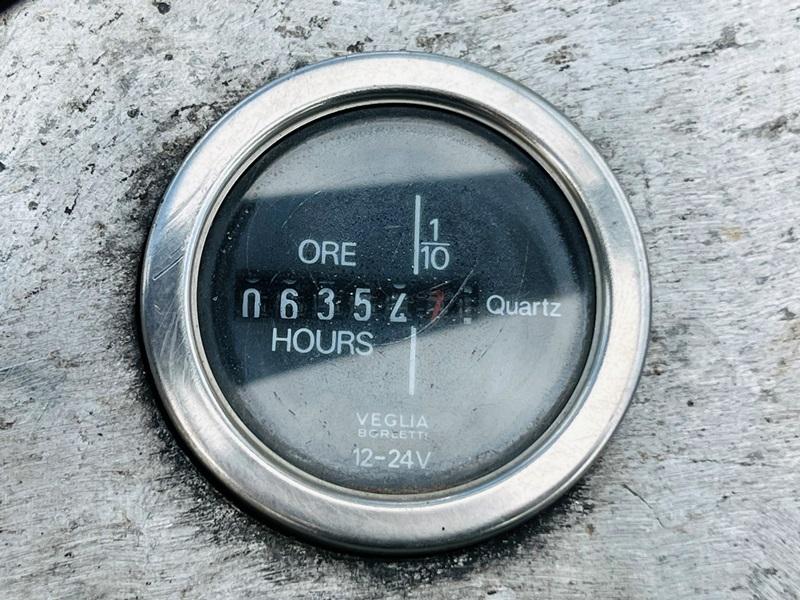 ORE
1/10
06352
Quartz
HOURS
VEGLIA
BORLETTI
12-24V